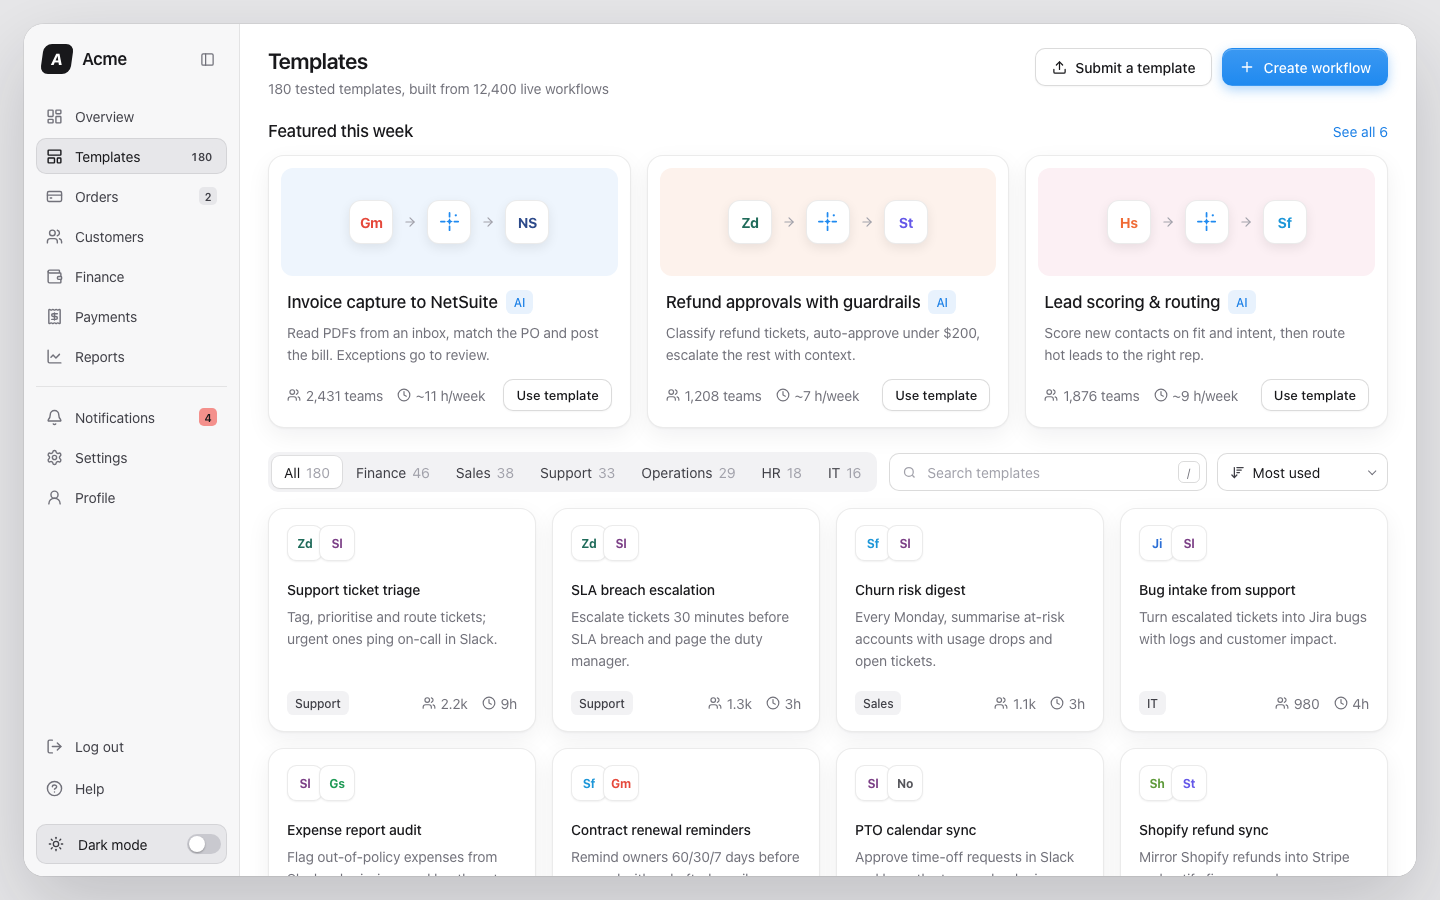 A Acme
Overview
Templates 180
Orders 2
Customers
Finance
Payments
Reports
Notifications 4
Settings
Profile
Log out
Help
Dark mode
Templates
180 tested templates, built from 12,400 live workflows
Submit a template
Create workflow
Featured this week
See all 6
Gm NS
Invoice capture to NetSuite AI
Read PDFs from an inbox, match the PO and post
the bill. Exceptions go to review.
2,431 teams ~11 h/week Use template
Zd St
Refund approvals with guardrails AI
Classify refund tickets, auto-approve under $200,
escalate the rest with context.
1,208 teams ~7 h/week Use template
Hs Sf
Lead scoring & routing AI
Score new contacts on fit and intent, then route
hot leads to the right rep.
1,876 teams ~9 h/week Use template
All 180 Finance 46 Sales 38 Support 33 Operations 29 HR 18 IT 16
Search templates /
Most used
Zd Sl
Support ticket triage
Tag, prioritise and route tickets;
urgent ones ping on-call in Slack.
Support 2.2k 9h
Zd Sl
SLA breach escalation
Escalate tickets 30 minutes before
SLA breach and page the duty
manager.
Support 1.3k 3h
Sf Sl
Churn risk digest
Every Monday, summarise at-risk
accounts with usage drops and
open tickets.
Sales 1.1k 3h
Ji Sl
Bug intake from support
Turn escalated tickets into Jira bugs
with logs and customer impact.
IT 980 4h
Sl Gs
Expense report audit
Flag out-of-policy expenses from
Sf Gm
Contract renewal reminders
Remind owners 60/30/7 days before
Sl No
PTO calendar sync
Approve time-off requests in Slack
Sh St
Shopify refund sync
Mirror Shopify refunds into Stripe